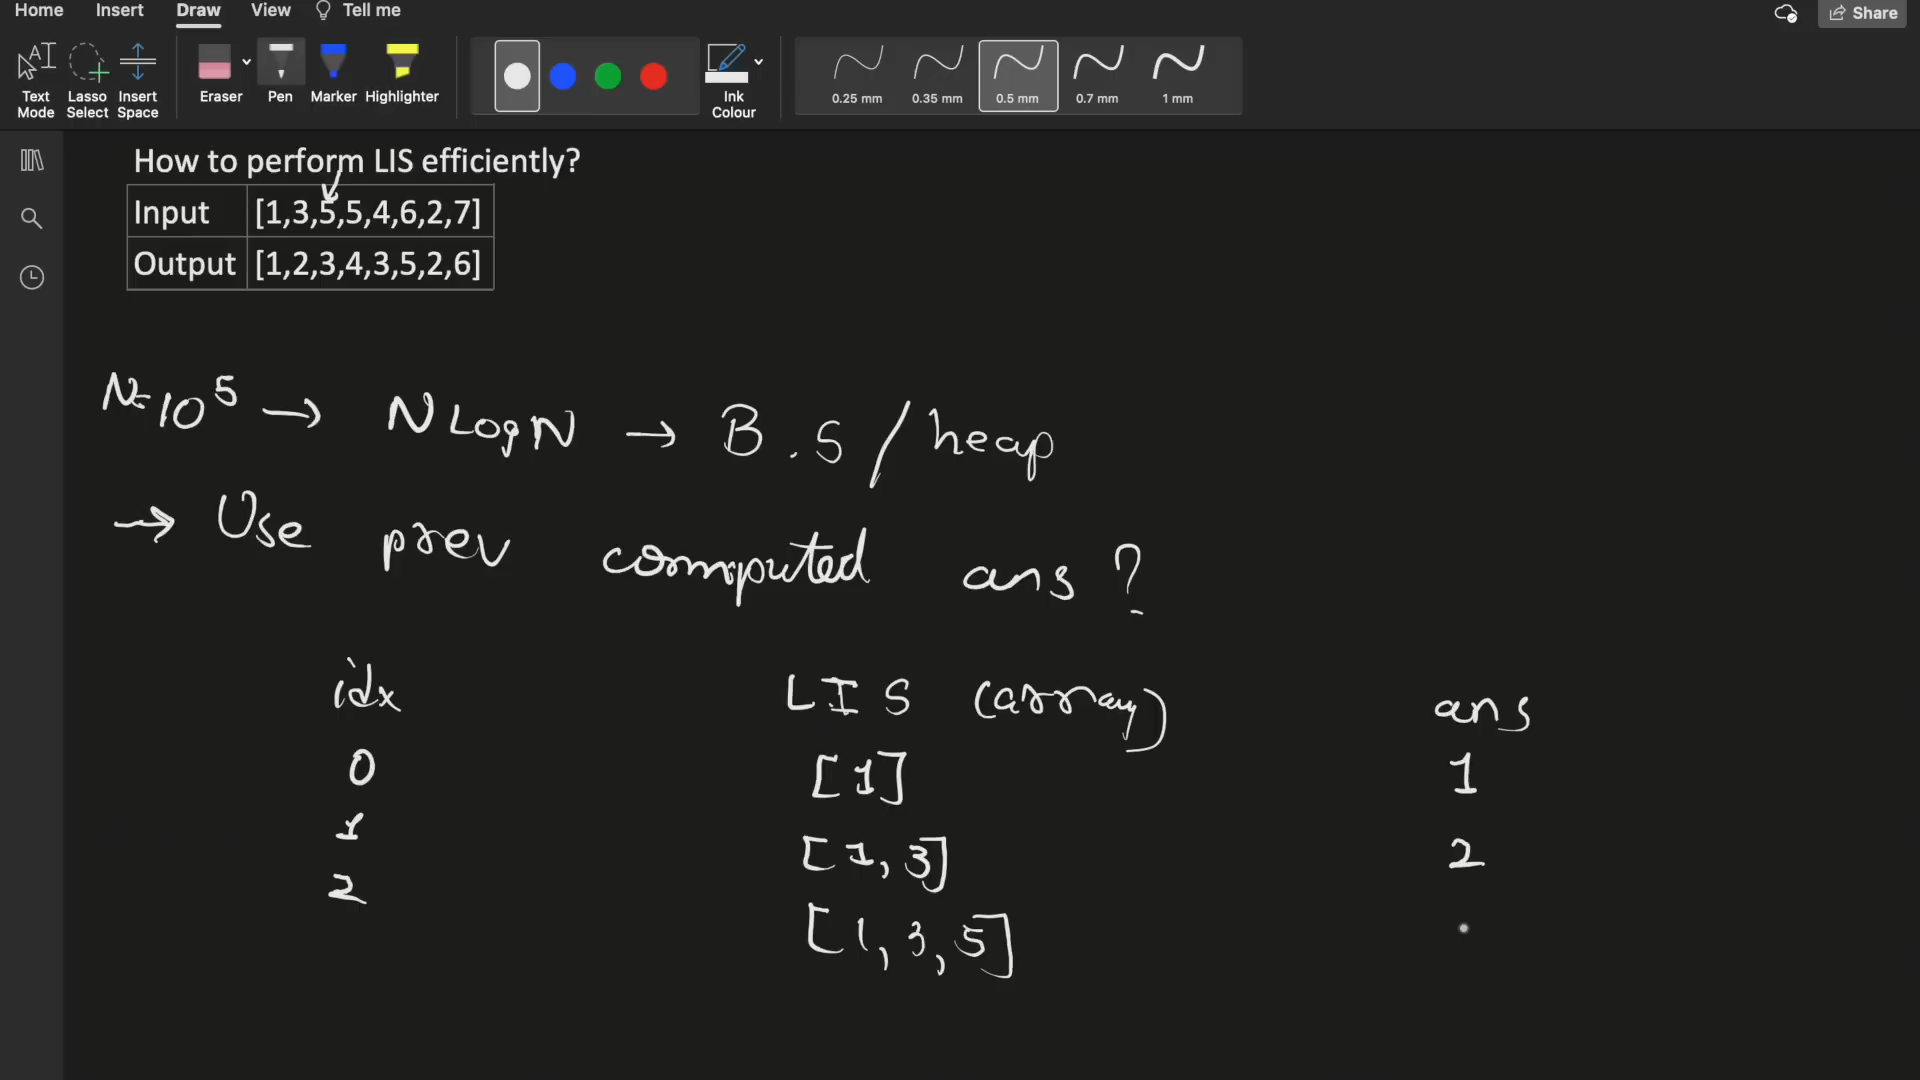 Home Insert Draw View Tell me Share
Text Mode Lasso Select Insert Space Eraser Pen Marker Highlighter Ink Colour 0.25 mm 0.35 mm 0.5 mm 0.7 mm 1 mm
How to perform LIS efficiently?
Input [1,3,5,5,4,6,2,7]
Output [1,2,3,4,3,5,2,6]
N=10^5 → N Log N → B.S / heap
→ Use prev computed ans ?
idx LIS (array) ans
0 [1] 1
1 [1, 3] 2
2 [1, 3, 5]